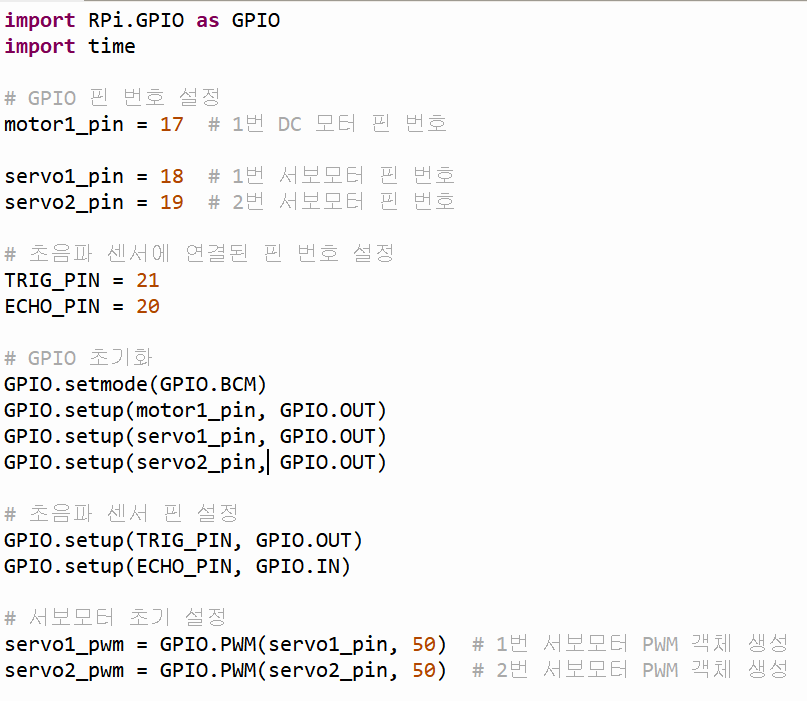 import RPi.GPIO as GPIO
import time
# GPIO 핀 번호 설정
motor1_pin = 17  # 1번 DC 모터 핀 번호
servo1_pin = 18  # 1번 서보모터 핀 번호
servo2_pin = 19  # 2번 서보모터 핀 번호
# 초음파 센서에 연결된 핀 번호 설정
TRIG_PIN = 21
ECHO_PIN = 20
# GPIO 초기화
GPIO.setmode(GPIO.BCM)
GPIO.setup(motor1_pin, GPIO.OUT)
GPIO.setup(servo1_pin, GPIO.OUT)
GPIO.setup(servo2_pin, GPIO.OUT)
# 초음파 센서 핀 설정
GPIO.setup(TRIG_PIN, GPIO.OUT)
GPIO.setup(ECHO_PIN, GPIO.IN)
# 서보모터 초기 설정
servo1_pwm = GPIO.PWM(servo1_pin, 50)  # 1번 서보모터 PWM 객체 생성
servo2_pwm = GPIO.PWM(servo2_pin, 50)  # 2번 서보모터 PWM 객체 생성